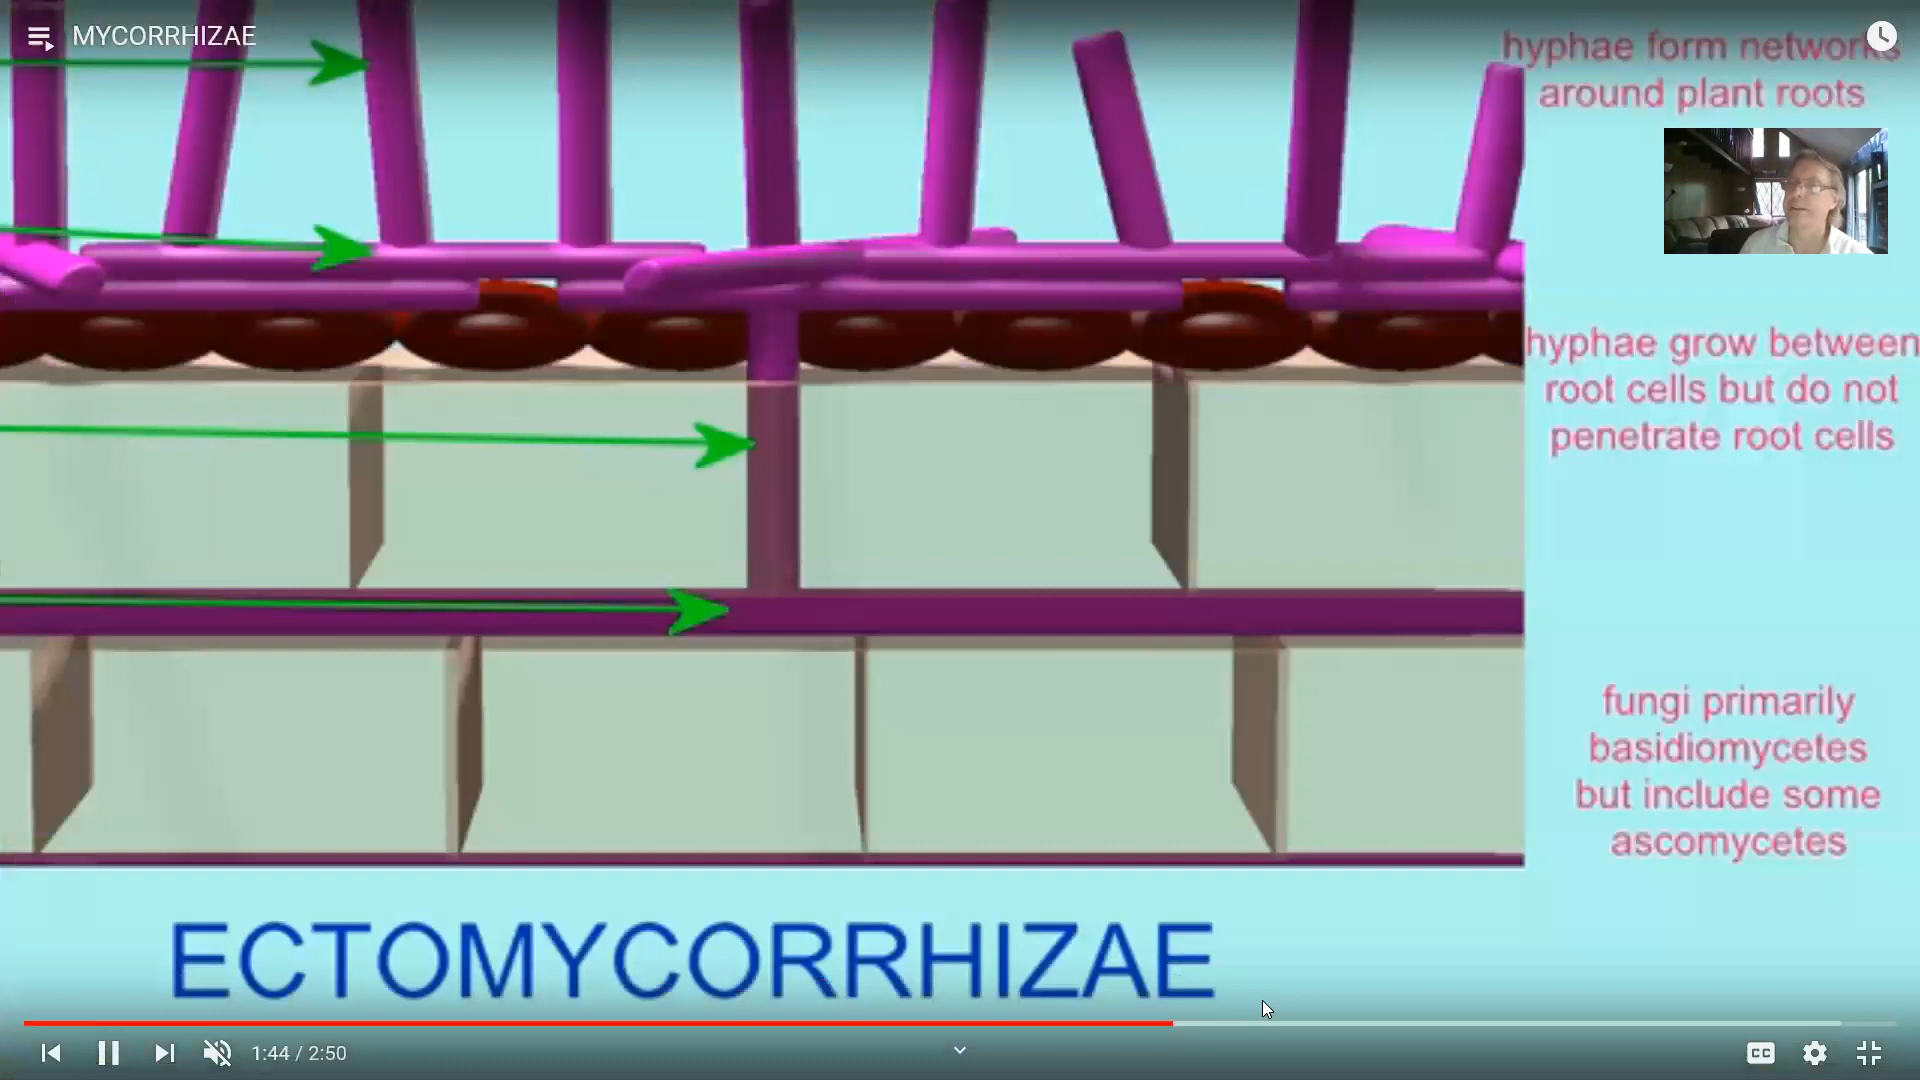 MYCORRHIZAE
hyphae form networks
around plant roots
hyphae grow between
root cells but do not
penetrate root cells
fungi primarily
basidiomycetes
but include some
ascomycetes
ECTOMYCORRHIZAE
1:44 / 2:50
CC